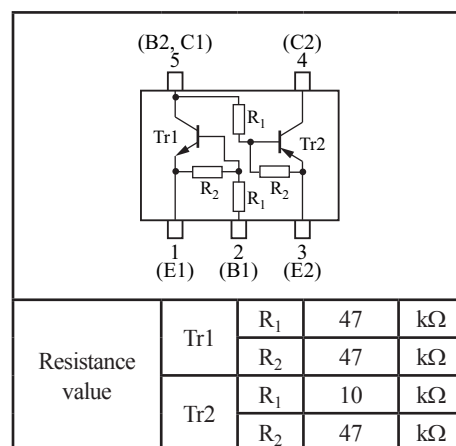 (B2, C1) (C2)
5 4
R₁
Tr1 Tr2
R₂ R₂
R₁
1 2 3
(E1) (B1) (E2)
Resistance value Tr1 R₁ 47 kΩ
R₂ 47 kΩ
Tr2 R₁ 10 kΩ
R₂ 47 kΩ